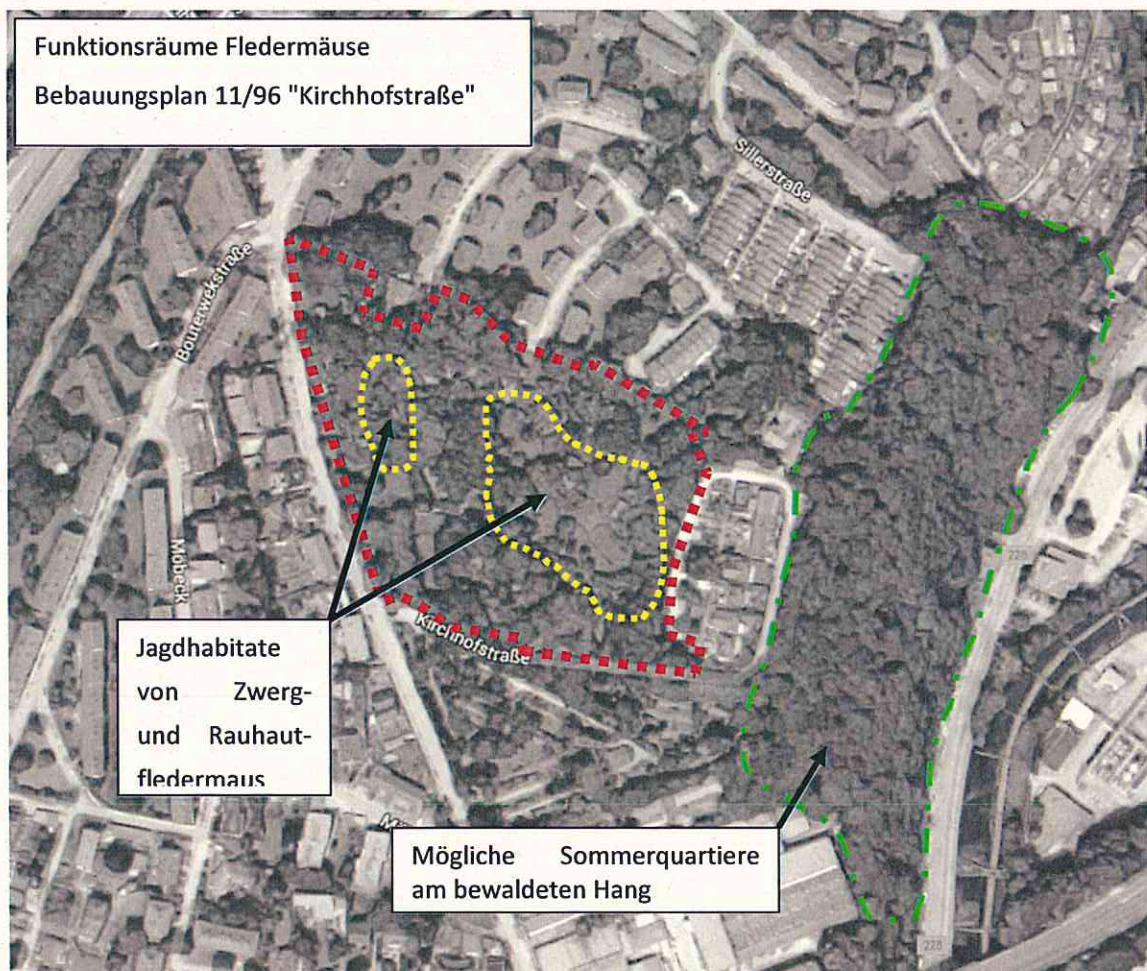 Funktionsräume Fledermäuse
Bebauungsplan 11/96 "Kirchhofstraße"
Sillerstraße
Bouterwekstraße
228
Möbeck
Kirchhofstraße
Jagdhabitate
von Zwerg-
und Rauhaut-
fledermaus
Mögliche Sommerquartiere
am bewaldeten Hang
228